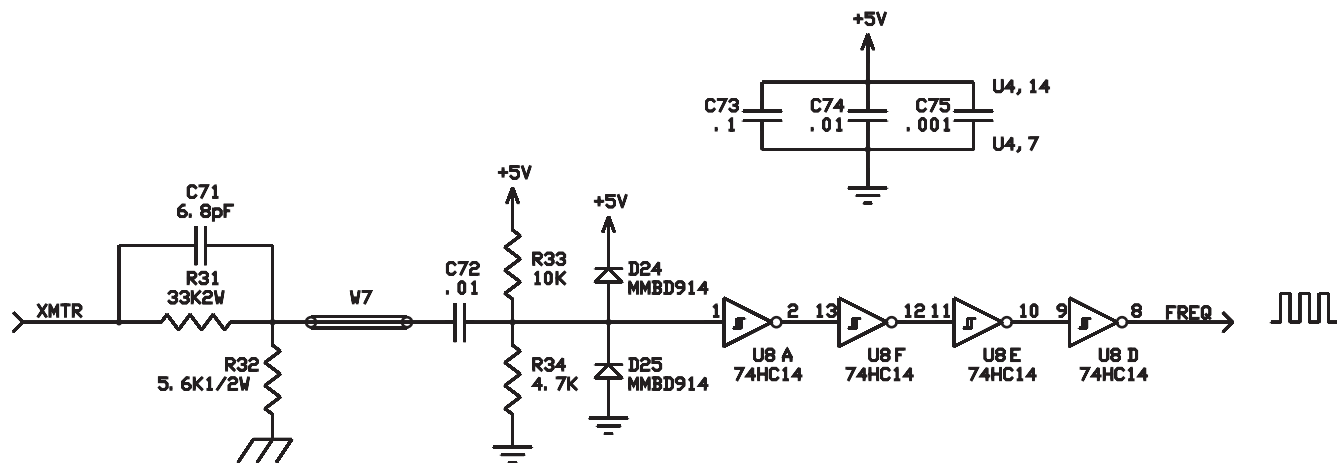 +5V
U4, 14
C73
.1
C74
.01
C75
.001
U4, 7
+5V
C71
6.8pF
+5V
R33
10K
D24
MMBD914
R31
33K2W
C72
.01
XMTR
W7
1
2
13
12
11
10
9
8
FREQ
R32
5.6K1/2W
R34
4.7K
D25
MMBD914
U8 A
74HC14
U8 F
74HC14
U8 E
74HC14
U8 D
74HC14